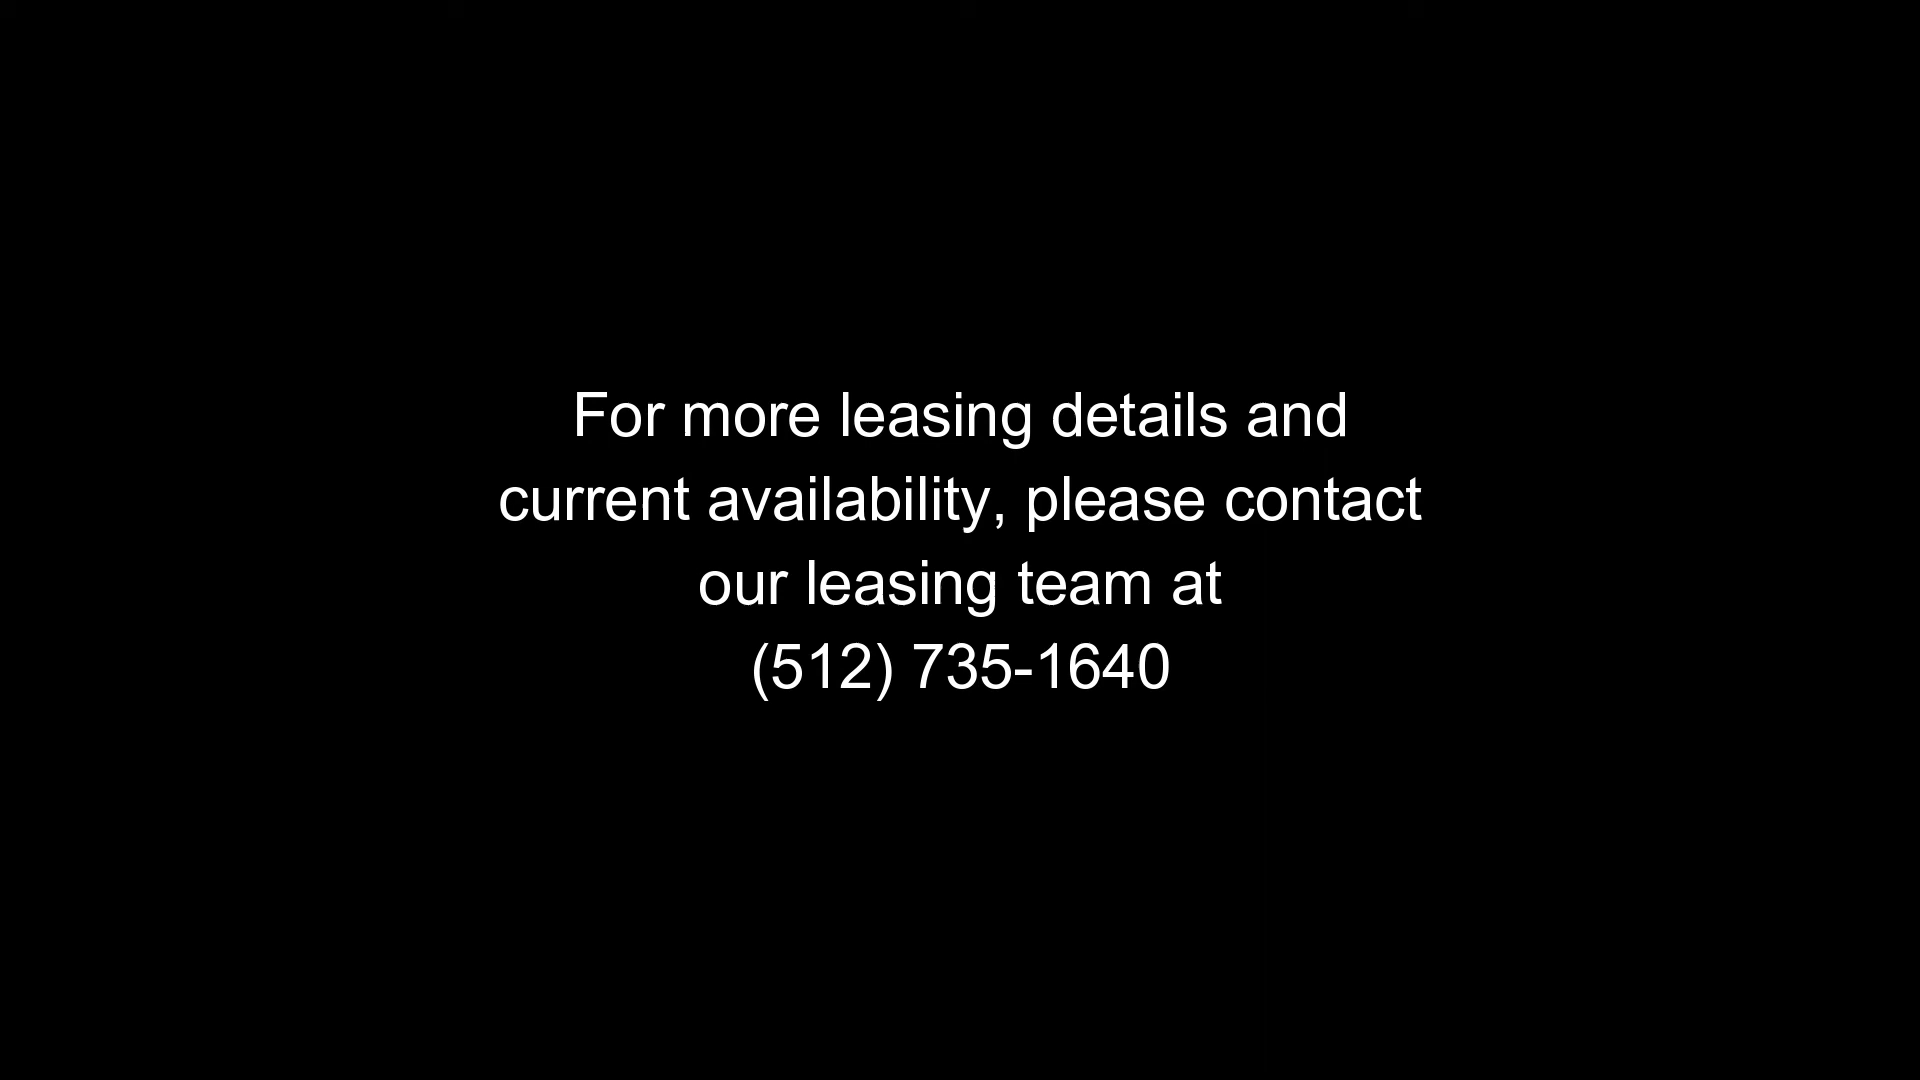 For more leasing details and
current availability, please contact
our leasing team at
(512) 735-1640